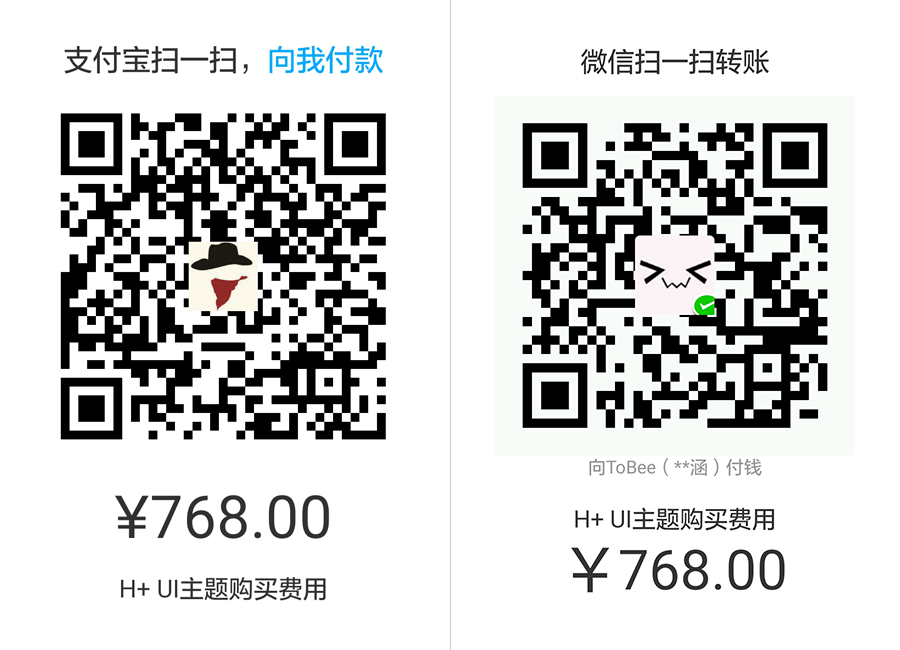 支付宝扫一扫，向我付款
¥768.00
H+ UI主题购买费用
微信扫一扫转账
向ToBee（**涵）付钱
H+ UI主题购买费用
￥768.00